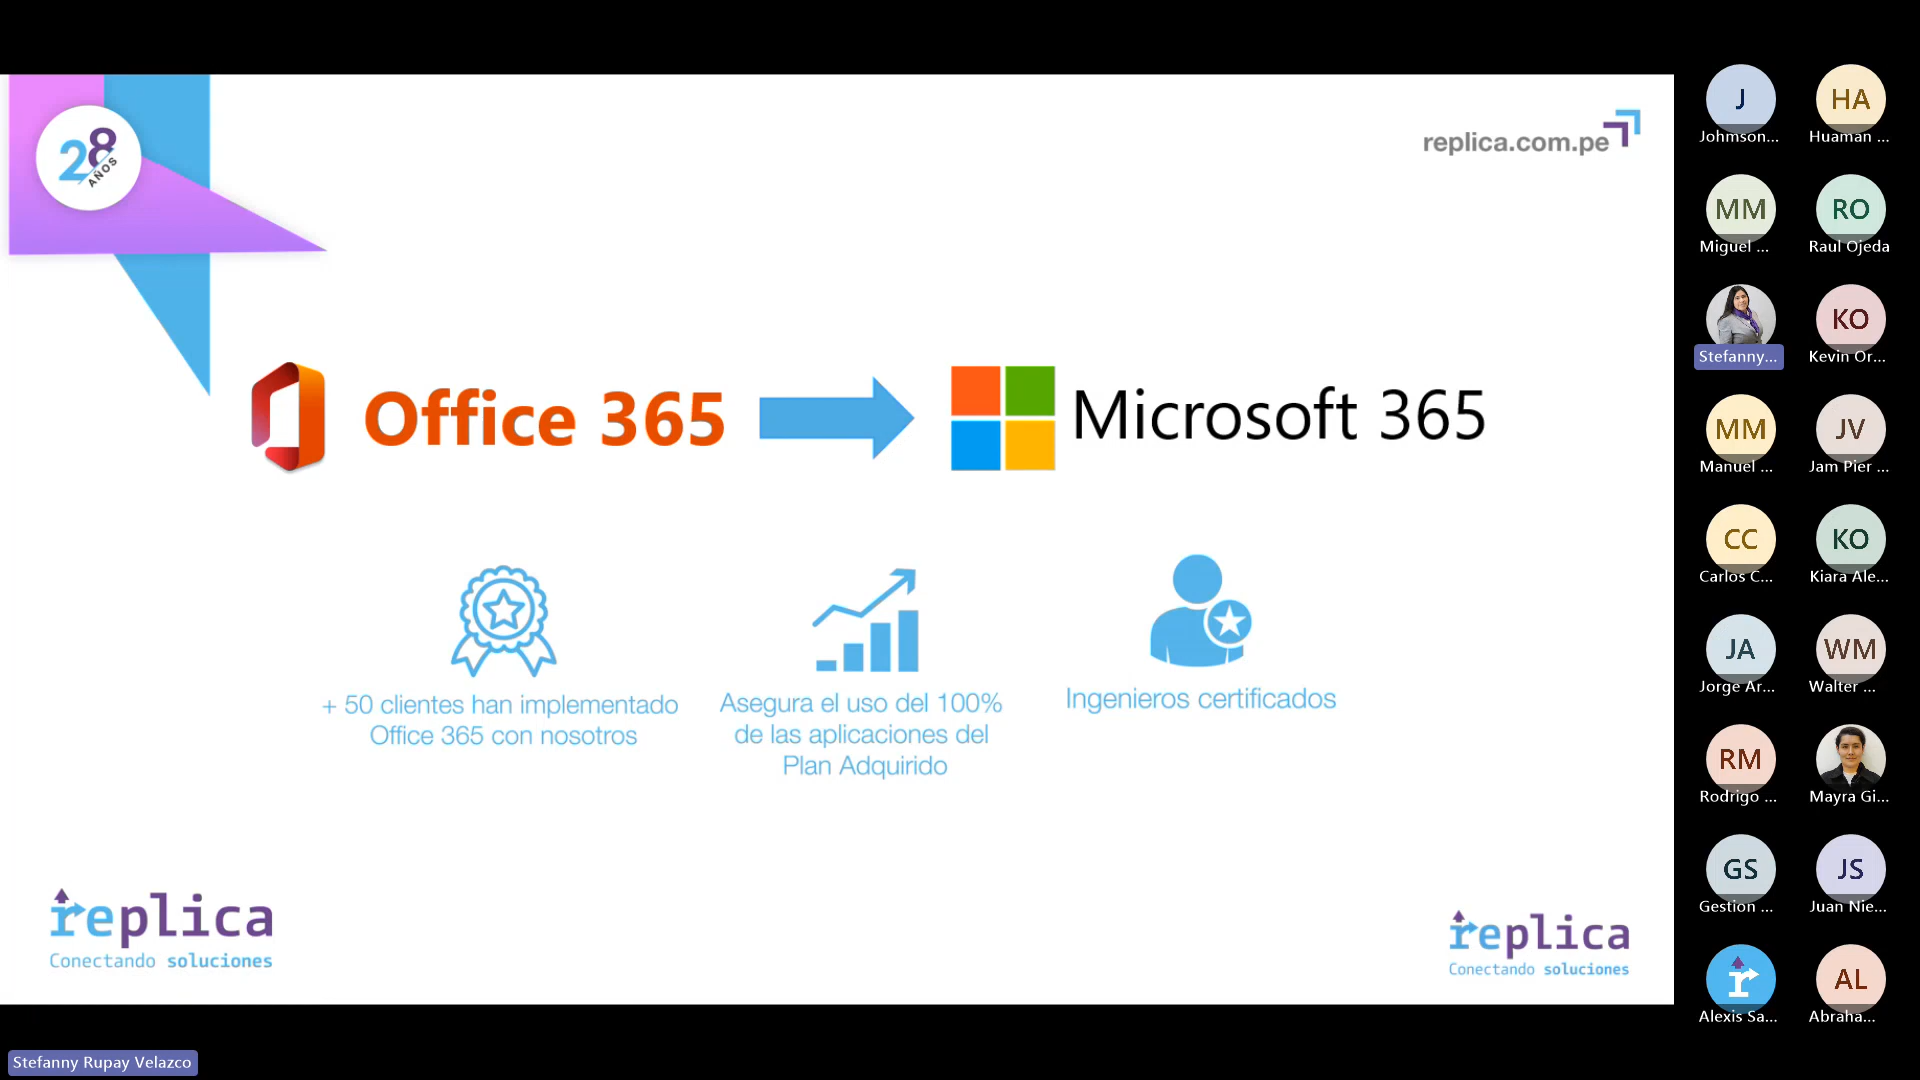 28
AÑOS
replica.com.pe
Office 365
Microsoft 365
+ 50 clientes han implementado
Office 365 con nosotros
Asegura el uso del 100%
de las aplicaciones del
Plan Adquirido
Ingenieros certificados
replica
Conectando soluciones
replica
Conectando soluciones
Stefanny Rupay Velazco
J
Johmson...
HA
Huaman ...
MM
Miguel ...
RO
Raul Ojeda
Stefanny...
KO
Kevin Or...
MM
Manuel ...
JV
Jam Pier ...
CC
Carlos C...
KO
Kiara Ale...
JA
Jorge Ar...
WM
Walter ...
RM
Rodrigo ...
Mayra Gi...
GS
Gestion ...
JS
Juan Nie...
r
Alexis Sa...
AL
Abraha...